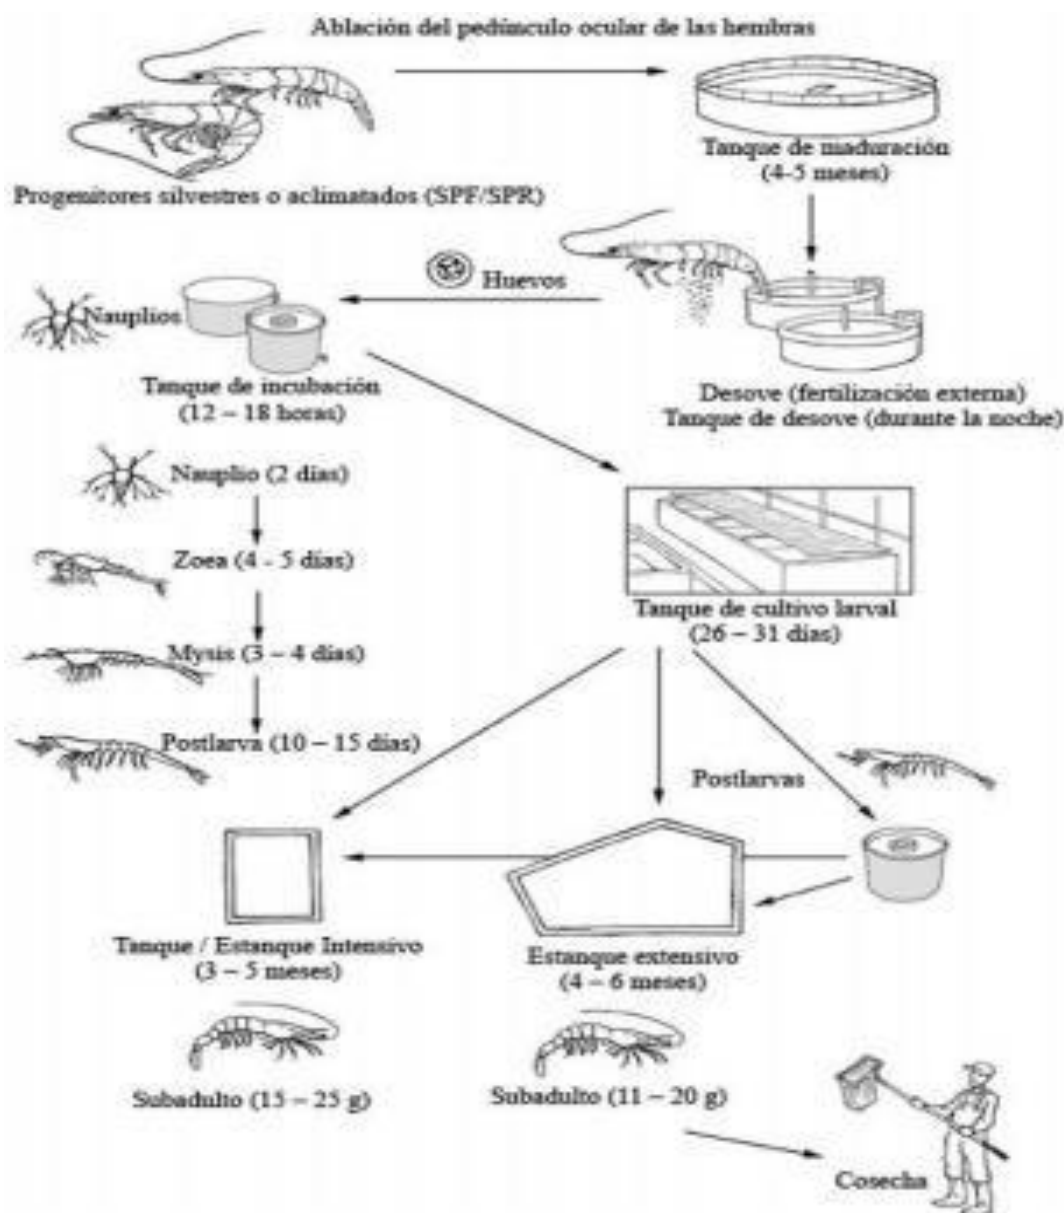 Ablación del pedúnculo ocular de las hembras
Tanque de maduración
(4-5 meses)
Progenitores silvestres o aclimatados (SPF/SPR)
Huevos
Nauplios
Tanque de incubación
(12 – 18 horas)
Desove (fertilización externa)
Tanque de desove (durante la noche)
Nauplio (2 días)
Zoea (4 - 5 días)
Mysis (3 – 4 días)
Postlarva (10 – 15 días)
Tanque de cultivo larval
(26 – 31 días)
Postlarvas
Tanque / Estanque Intensivo
(3 – 5 meses)
Estanque extensivo
(4 – 6 meses)
Subadulto (15 – 25 g)
Subadulto (11 – 20 g)
Cosecha